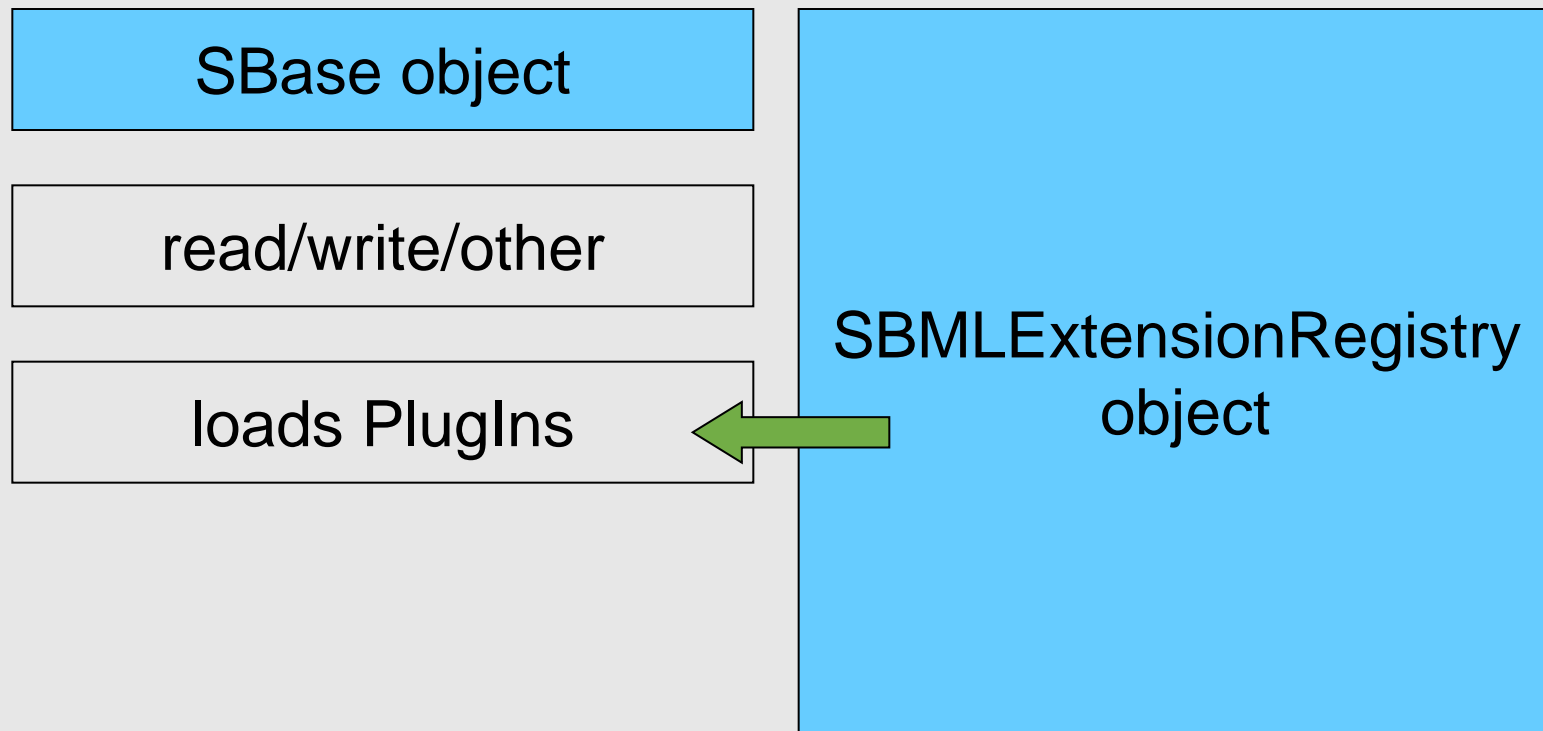 SBase object
read/write/other
loads PlugIns
SBMLExtensionRegistry
object